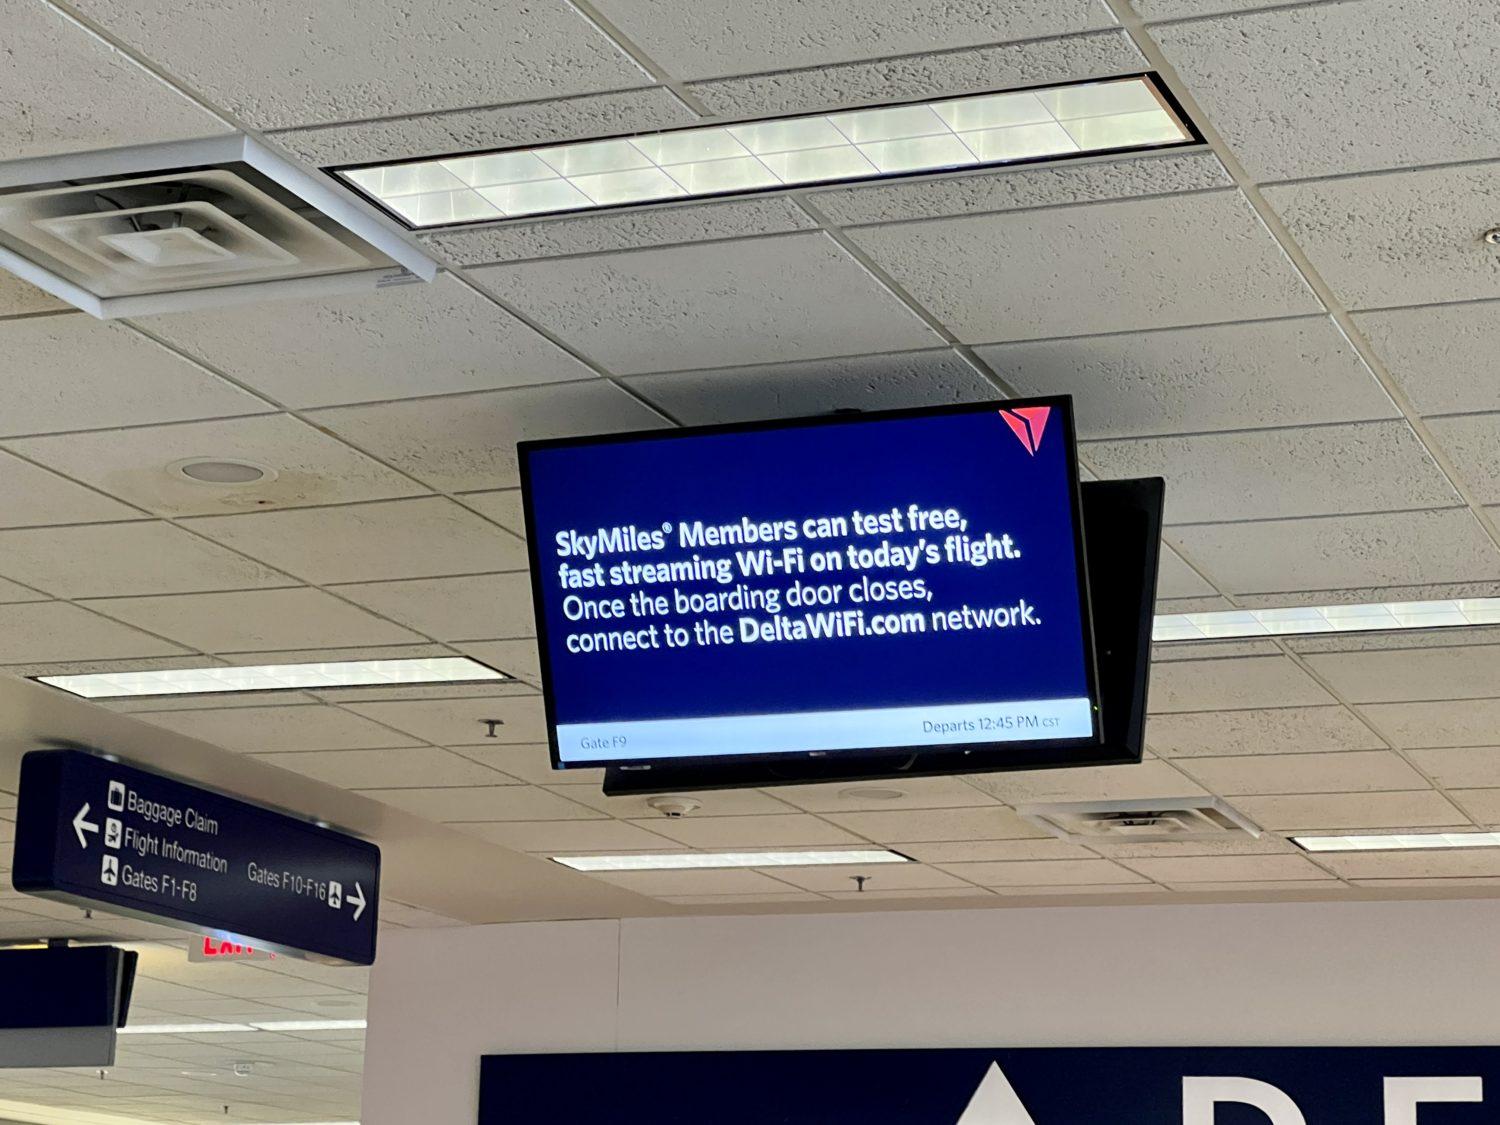 SkyMiles® Members can test free,
fast streaming Wi-Fi on today's flight.
Once the boarding door closes,
connect to the DeltaWiFi.com network.
Gate F9
Departs 12:45 PM CST
Baggage Claim
Flight Information
Gates F1-F8
Gates F10-F16
EXIT
DE